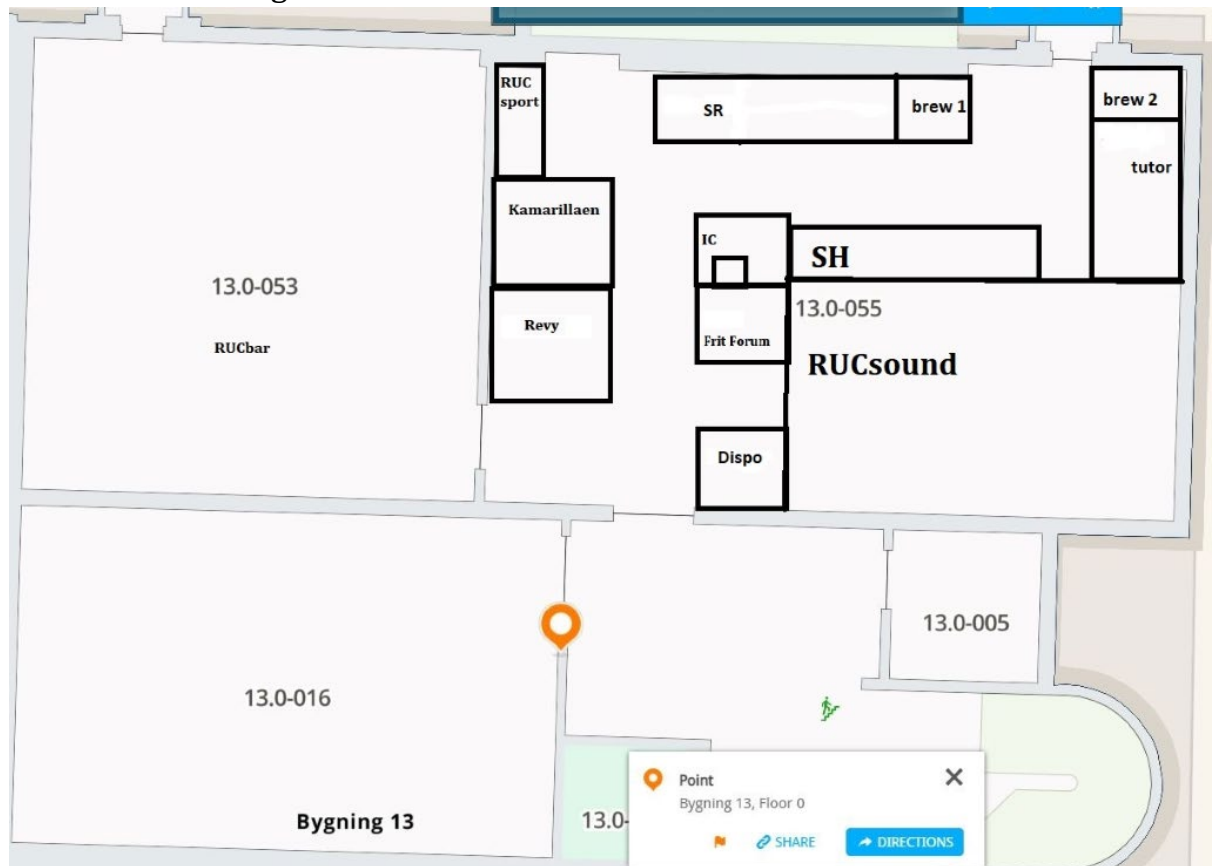 RUC
sport
SR
brew 1
brew 2
tutor
Kamarillaen
IC
SH
13.0-053
13.0-055
Revy
Frit Forum
RUCbar
RUCsound
Dispo
13.0-005
13.0-016
Bygning 13
13.0-
Point
Bygning 13, Floor 0
SHARE
DIRECTIONS